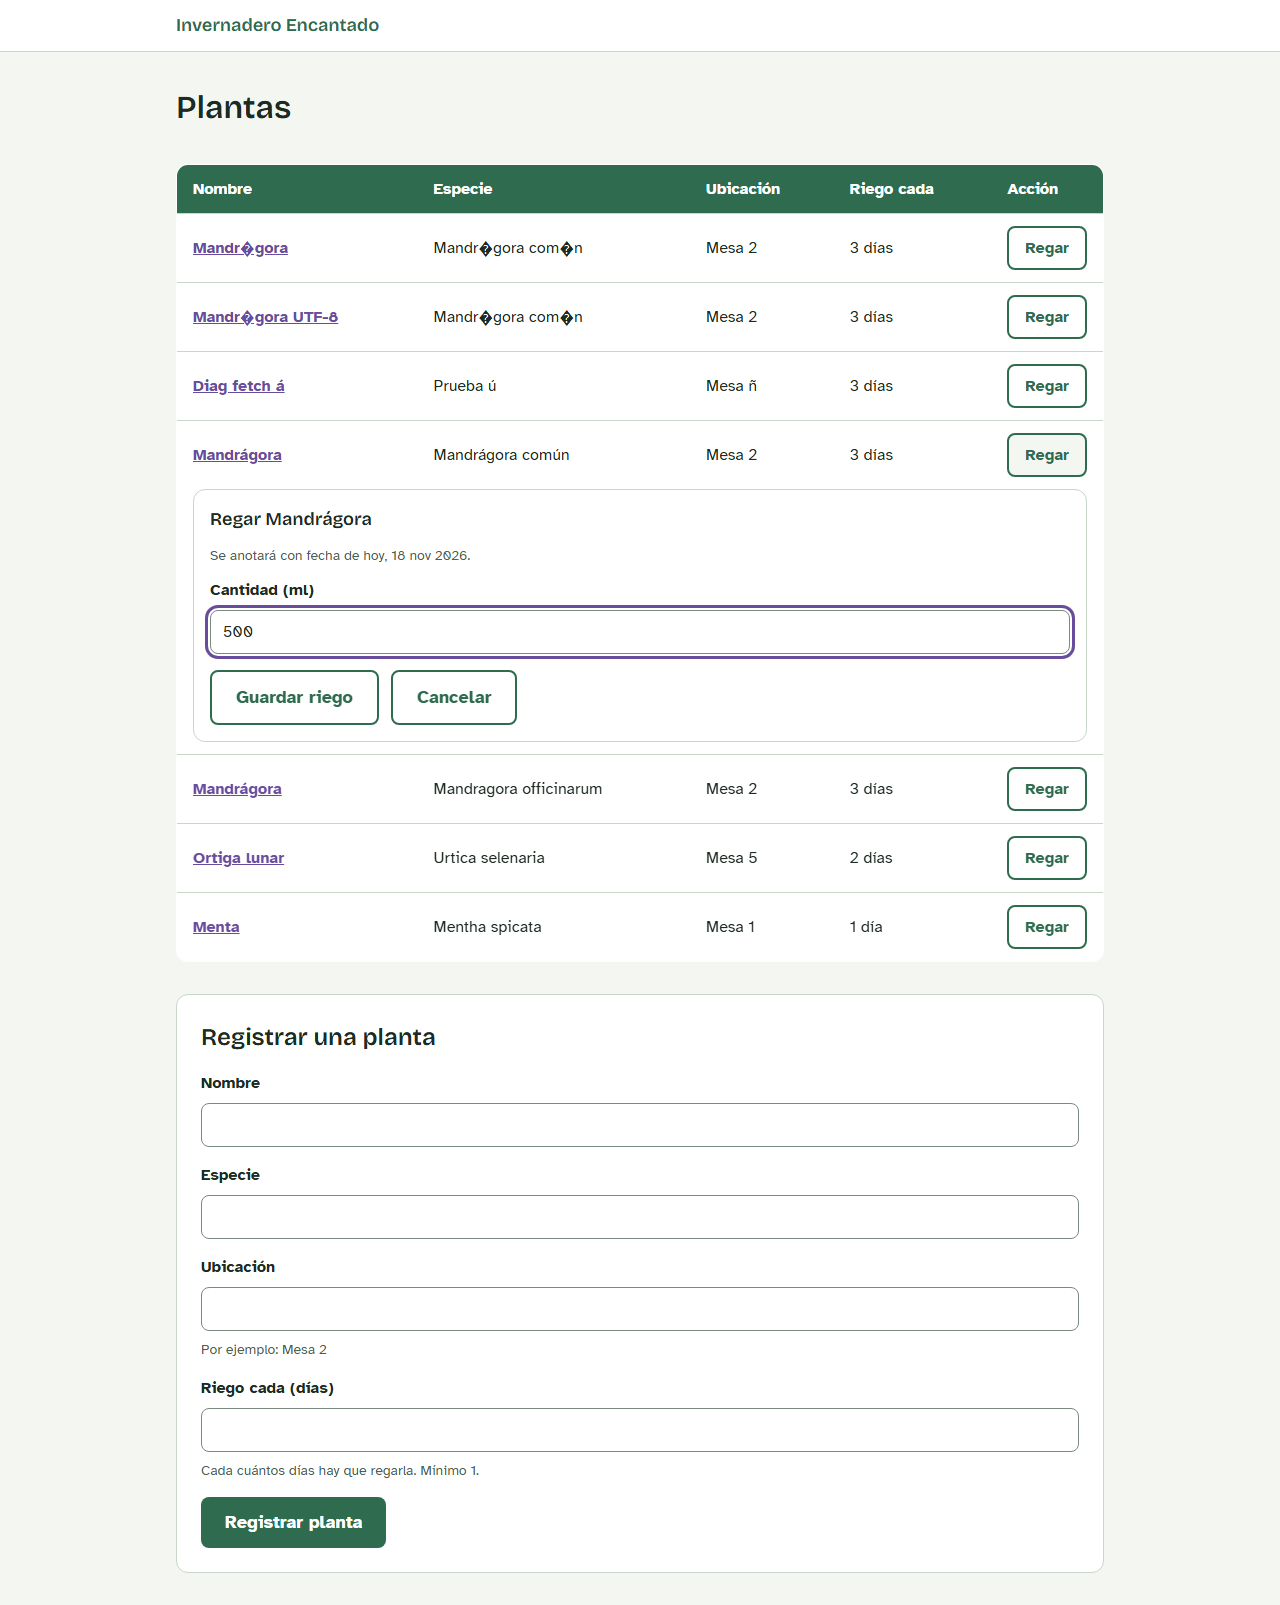 Invernadero Encantado
Plantas
Nombre Especie Ubicación Riego cada Acción
Mandr�gora Mandr�gora com�n Mesa 2 3 días Regar
Mandr�gora UTF-8 Mandr�gora com�n Mesa 2 3 días Regar
Diag fetch á Prueba ú Mesa ñ 3 días Regar
Mandrágora Mandrágora común Mesa 2 3 días Regar
Regar Mandrágora
Se anotará con fecha de hoy, 18 nov 2026.
Cantidad (ml)
500
Guardar riego Cancelar
Mandrágora Mandragora officinarum Mesa 2 3 días Regar
Ortiga lunar Urtica selenaria Mesa 5 2 días Regar
Menta Mentha spicata Mesa 1 1 día Regar
Registrar una planta
Nombre
Especie
Ubicación
Por ejemplo: Mesa 2
Riego cada (días)
Cada cuántos días hay que regarla. Mínimo 1.
Registrar planta